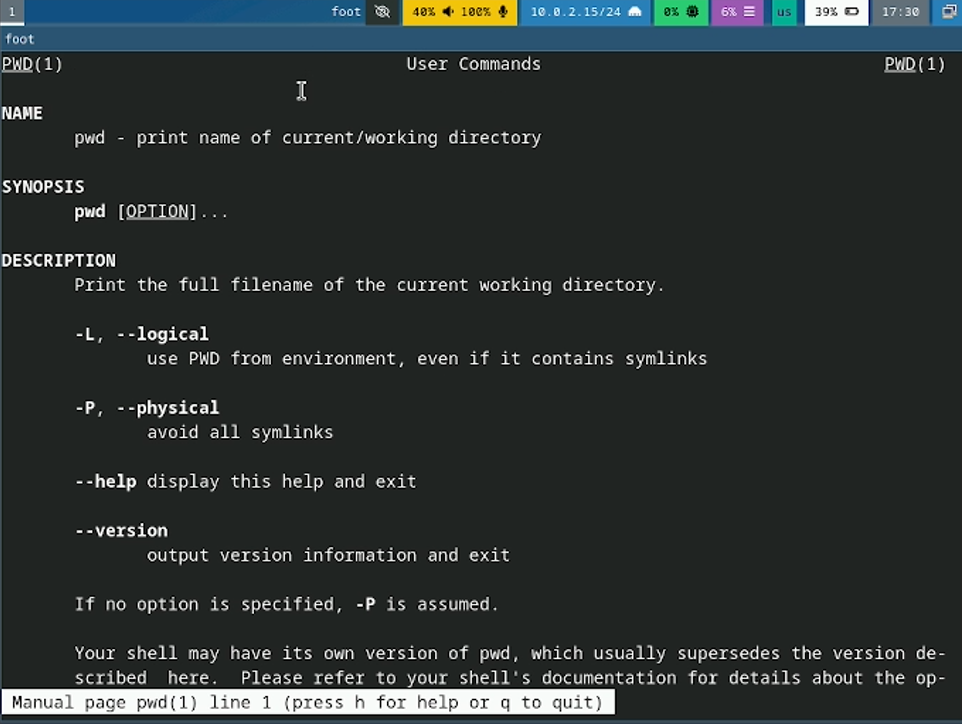 1 foot 40% 100% 10.0.2.15/24 0% 6% us 39% 17:30
foot
PWD(1) User Commands PWD(1)
NAME
pwd - print name of current/working directory
SYNOPSIS
pwd [OPTION]...
DESCRIPTION
Print the full filename of the current working directory.
-L, --logical
use PWD from environment, even if it contains symlinks
-P, --physical
avoid all symlinks
--help display this help and exit
--version
output version information and exit
If no option is specified, -P is assumed.
Your shell may have its own version of pwd, which usually supersedes the version de-
scribed  here.  Please refer to your shell's documentation for details about the op-
Manual page pwd(1) line 1 (press h for help or q to quit)